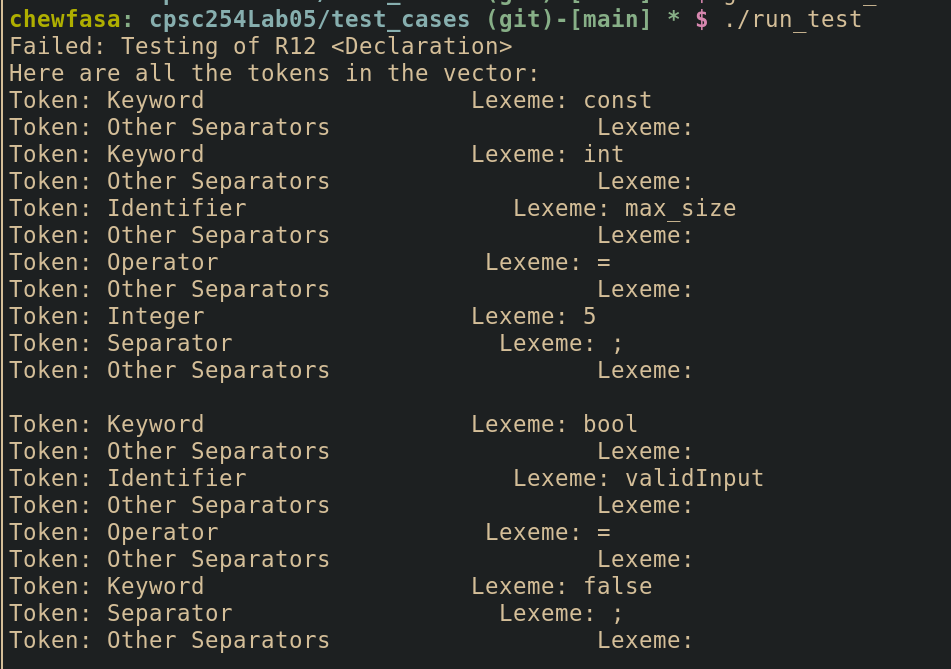 chewfasa: cpsc254Lab05/test_cases (git)-[main] * $ ./run_test
Failed: Testing of R12 <Declaration>
Here are all the tokens in the vector:
Token: Keyword                   Lexeme: const
Token: Other Separators                   Lexeme:
Token: Keyword                   Lexeme: int
Token: Other Separators                   Lexeme:
Token: Identifier                   Lexeme: max_size
Token: Other Separators                   Lexeme:
Token: Operator                   Lexeme: =
Token: Other Separators                   Lexeme:
Token: Integer                   Lexeme: 5
Token: Separator                   Lexeme: ;
Token: Other Separators                   Lexeme:

Token: Keyword                   Lexeme: bool
Token: Other Separators                   Lexeme:
Token: Identifier                   Lexeme: validInput
Token: Other Separators                   Lexeme:
Token: Operator                   Lexeme: =
Token: Other Separators                   Lexeme:
Token: Keyword                   Lexeme: false
Token: Separator                   Lexeme: ;
Token: Other Separators                   Lexeme: